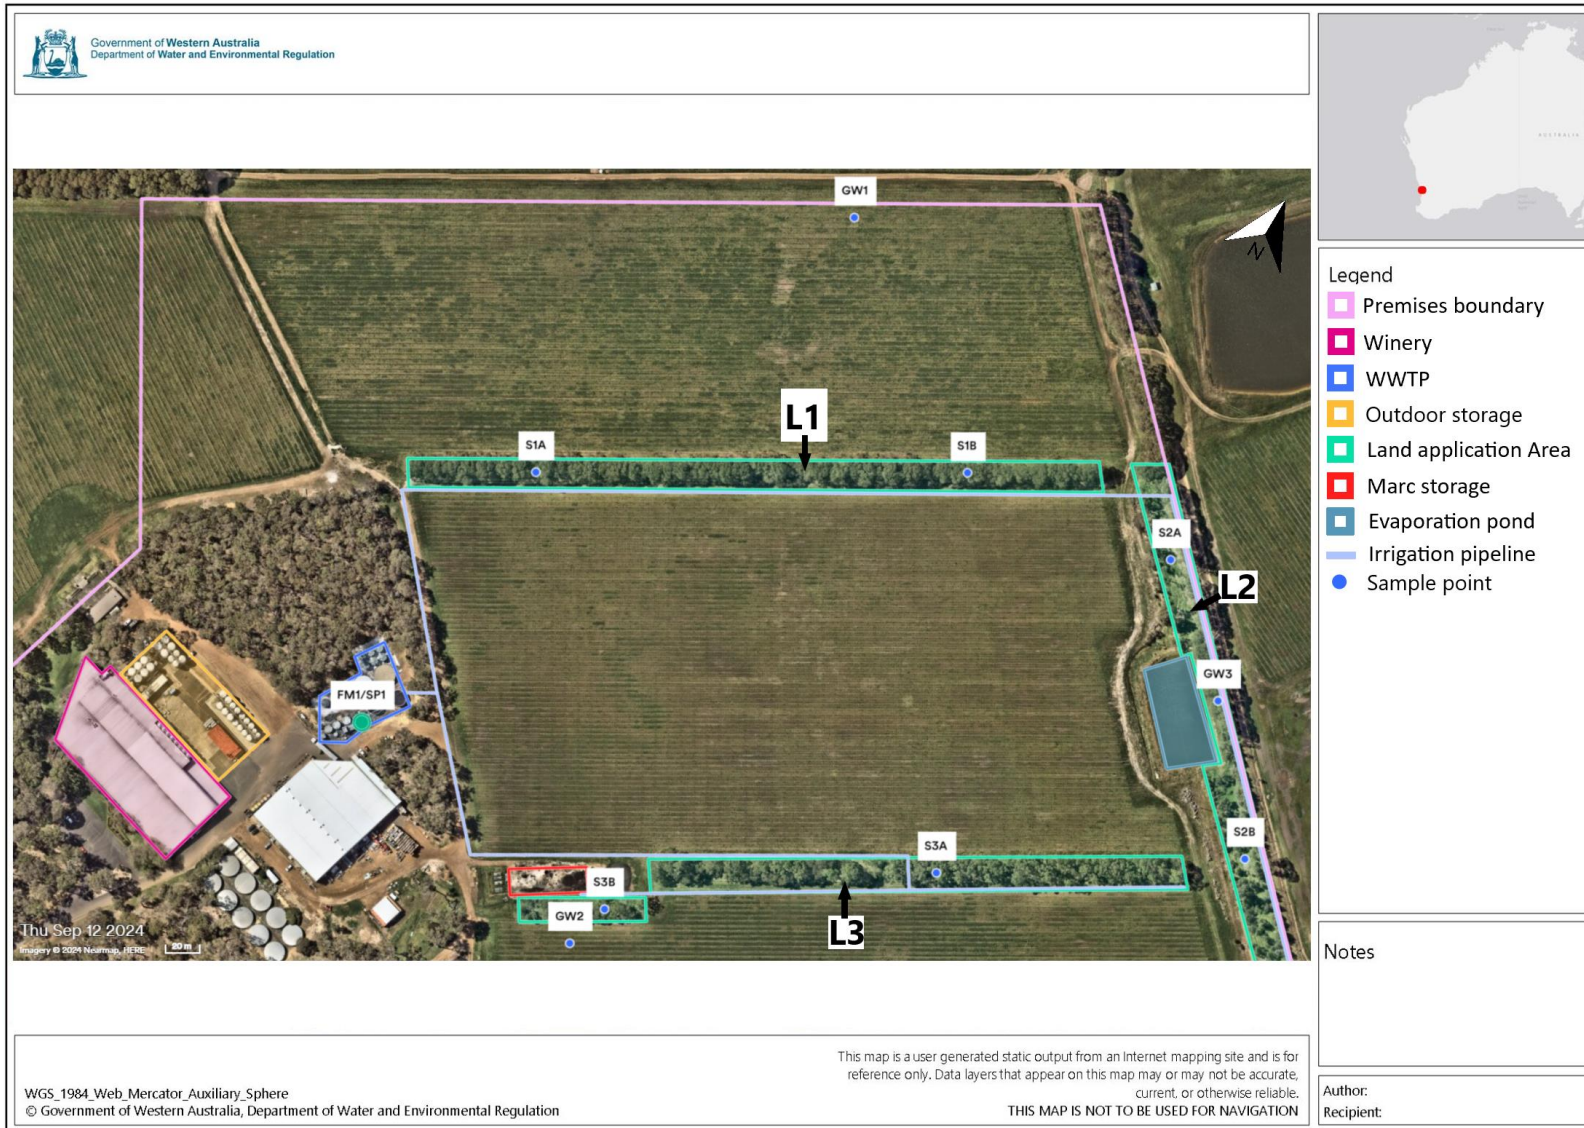 Government of Western Australia
Department of Water and Environmental Regulation
AUSTRALIA
GW1
N
L1
S1A
S1B
S2A
L2
GW3
FM1/SP1
S2B
S3A
S3B
GW2
L3
Thu Sep 12 2024
Imagery © 2024 Nearmap, HERE
20 m
Legend
Premises boundary
Winery
WWTP
Outdoor storage
Land application Area
Marc storage
Evaporation pond
Irrigation pipeline
Sample point
Notes
WGS_1984_Web_Mercator_Auxiliary_Sphere
© Government of Western Australia, Department of Water and Environmental Regulation
This map is a user generated static output from an Internet mapping site and is for
reference only. Data layers that appear on this map may or may not be accurate,
current, or otherwise reliable.
THIS MAP IS NOT TO BE USED FOR NAVIGATION
Author:
Recipient: